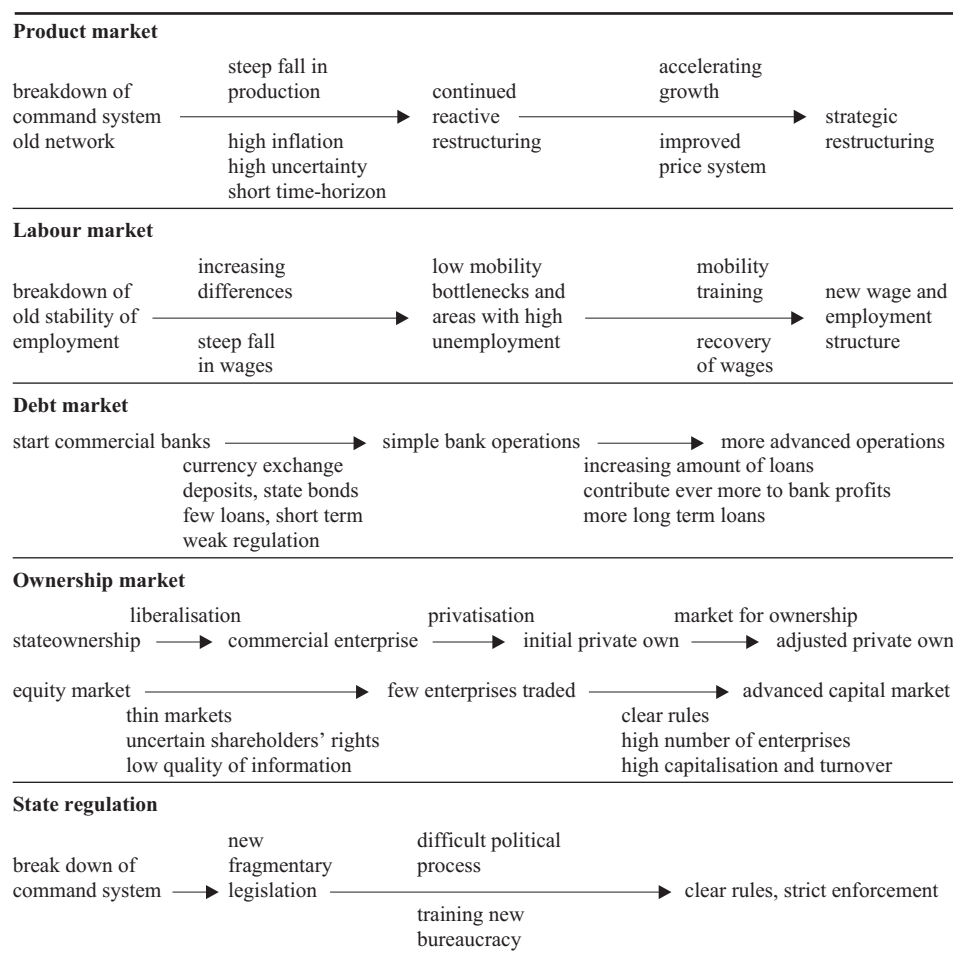 Product market
steep fall in
production
accelerating
growth
breakdown of
command system
old network
continued
reactive
restructuring
strategic
restructuring
high inflation
high uncertainty
short time-horizon
improved
price system
Labour market
increasing
differences
low mobility
bottlenecks and
areas with high
unemployment
mobility
training
breakdown of
old stability of
employment
new wage and
employment
structure
steep fall
in wages
recovery
of wages
Debt market
start commercial banks simple bank operations more advanced operations
currency exchange
deposits, state bonds
few loans, short term
weak regulation
increasing amount of loans
contribute ever more to bank profits
more long term loans
Ownership market
liberalisation privatisation market for ownership
stateownership commercial enterprise initial private own adjusted private own
equity market few enterprises traded advanced capital market
thin markets
uncertain shareholders’ rights
low quality of information
clear rules
high number of enterprises
high capitalisation and turnover
State regulation
break down of
command system
new
fragmentary
legislation
difficult political
process
training new
bureaucracy
clear rules, strict enforcement